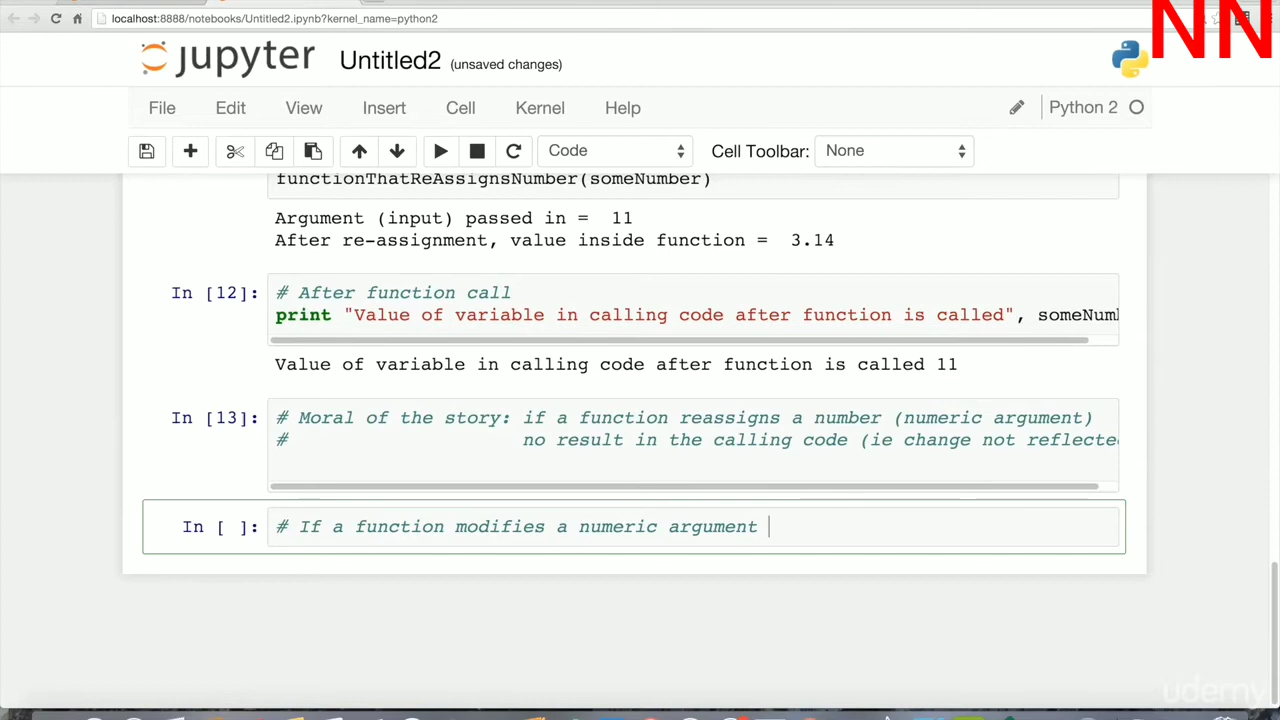 localhost:8888/notebooks/Untitled2.ipynb?kernel_name=python2
NN
jupyter Untitled2 (unsaved changes)
File Edit View Insert Cell Kernel Help Python 2
Code Cell Toolbar: None
functionThatReAssignsNumber(someNumber)
Argument (input) passed in = 11
After re-assignment, value inside function = 3.14
In [12]: # After function call
print "Value of variable in calling code after function is called", someNum
Value of variable in calling code after function is called 11
In [13]: # Moral of the story: if a function reassigns a number (numeric argument)
# no result in the calling code (ie change not reflecte
In [ ]: # If a function modifies a numeric argument
udemy